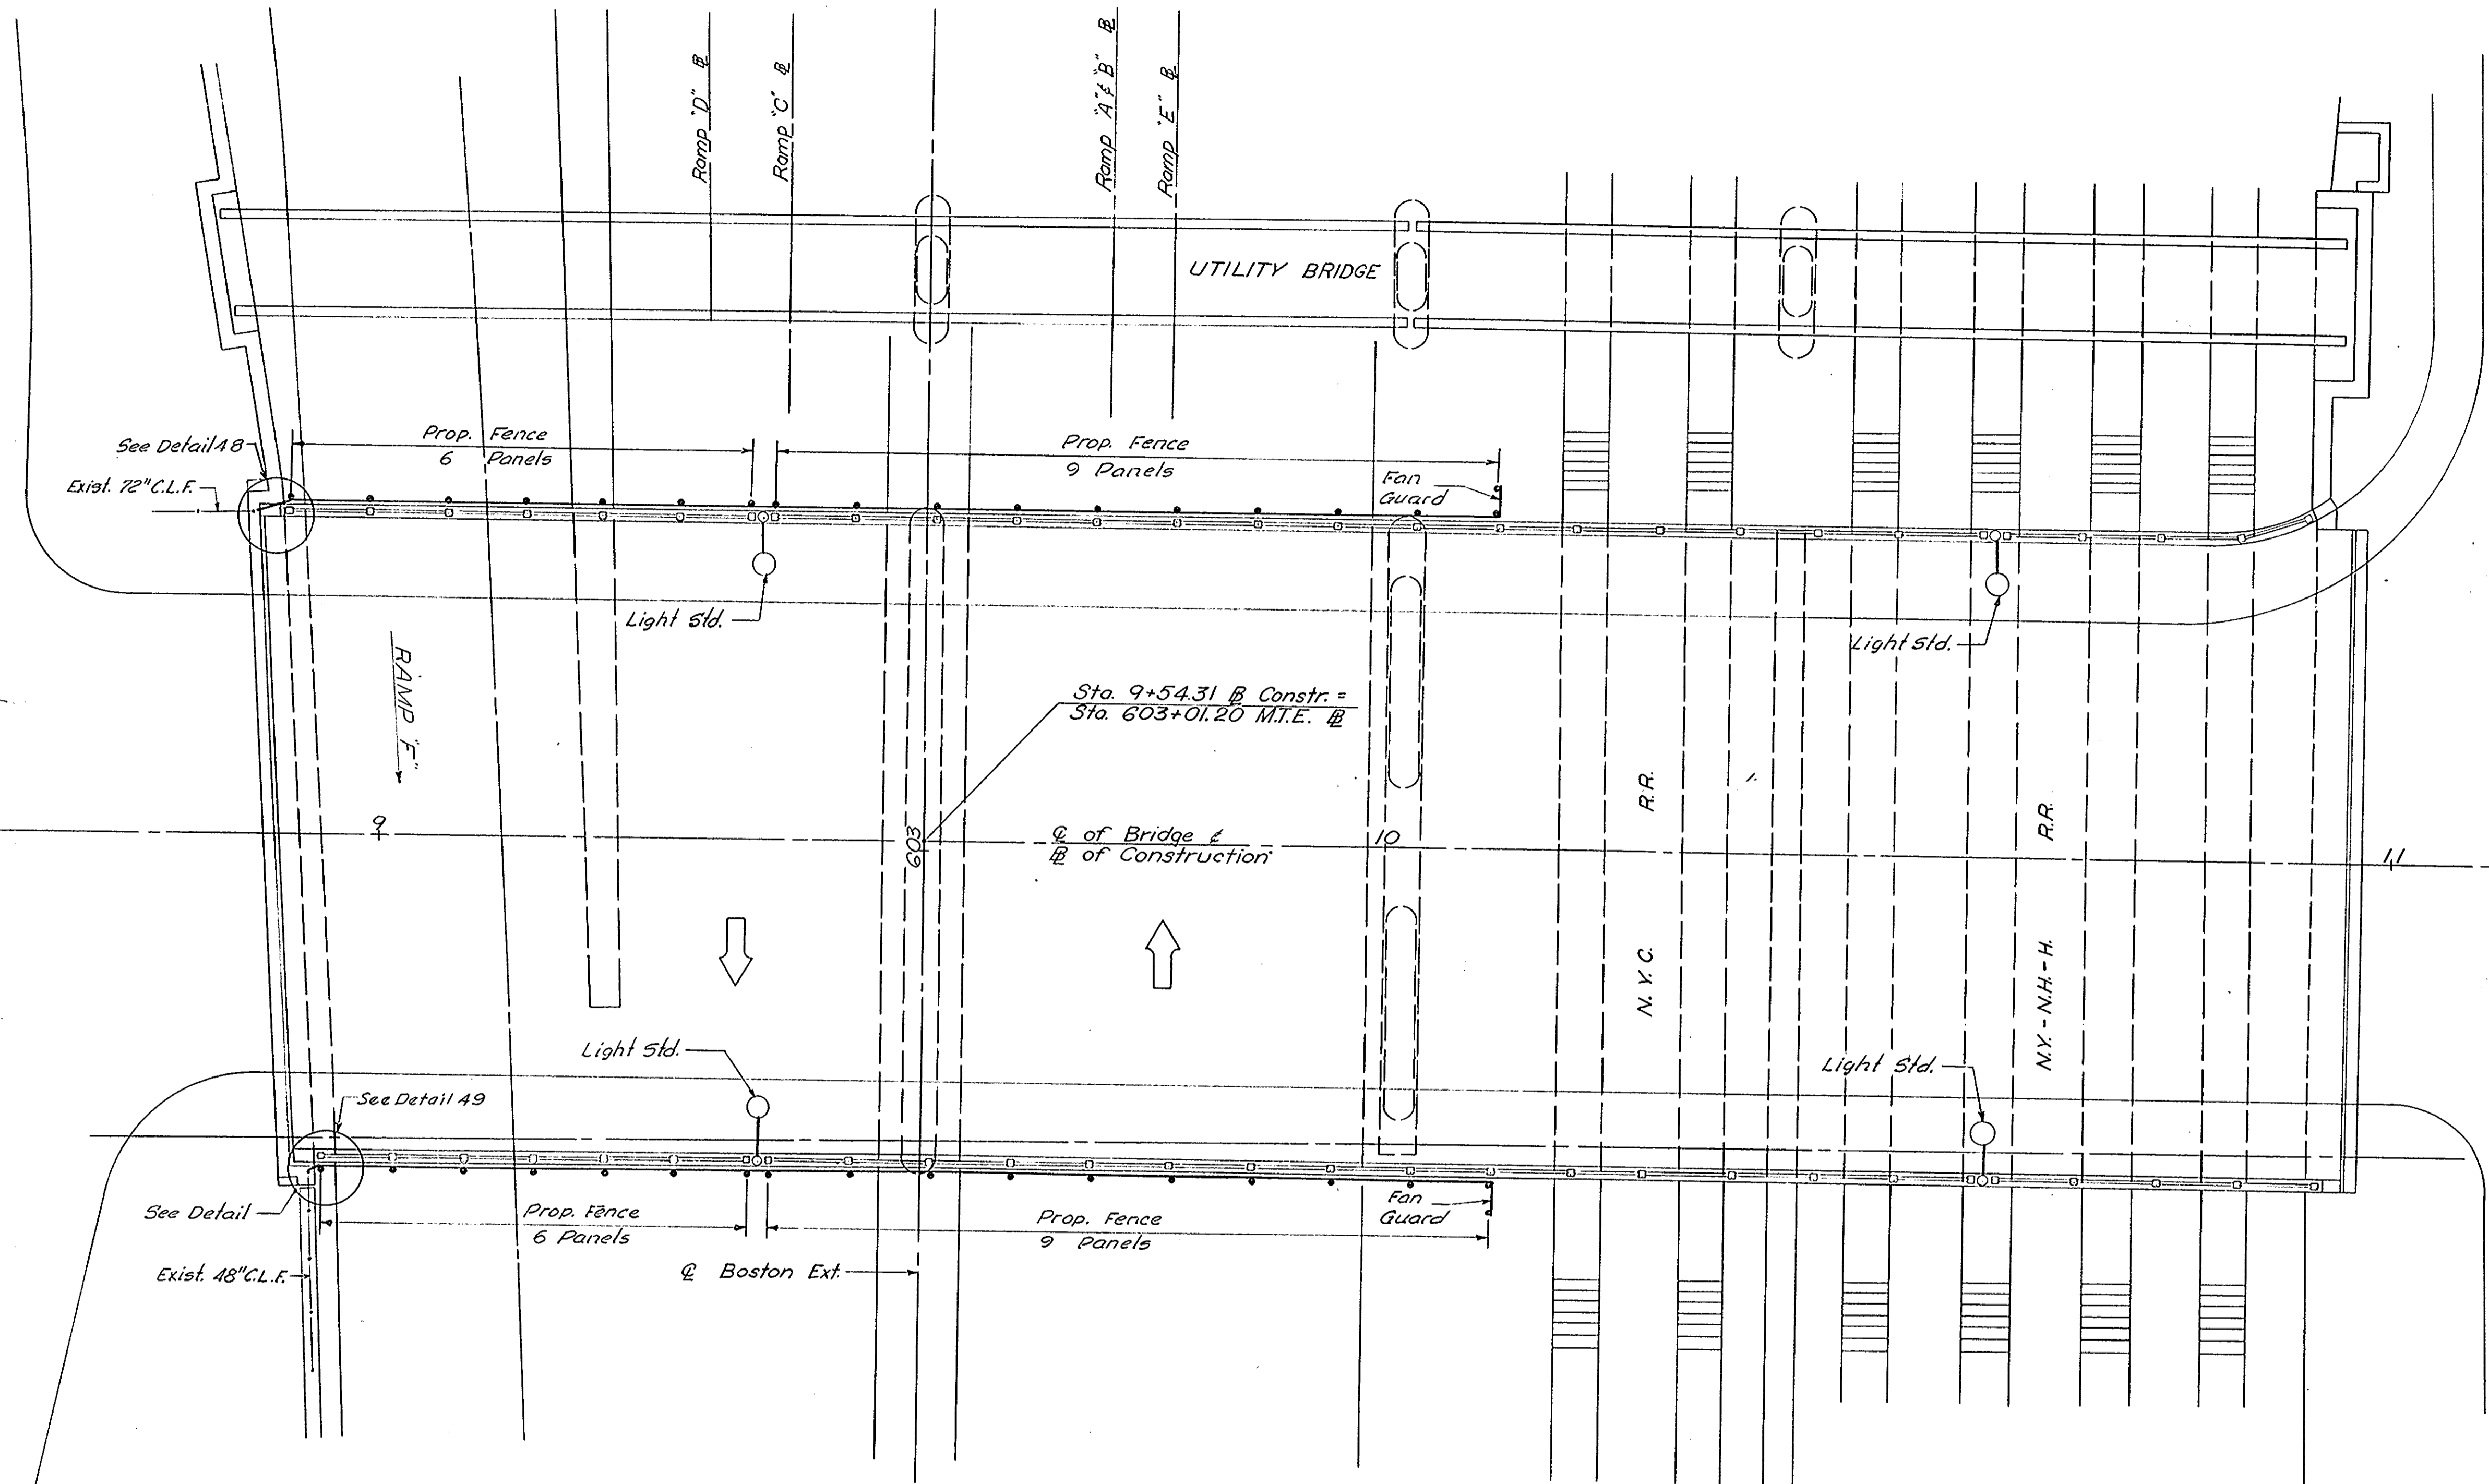 Ramp "D" ⅊
Ramp "C" ⅊
Ramp "A" & "B" ⅊
Ramp "E" ⅊
UTILITY BRIDGE
See Detail 48
Exist. 72" C.L.F.
Prop. Fence
6 Panels
Prop. Fence
9 Panels
Fan
Guard
Light Std.
Light Std.
RAMP "F"
Sta. 9+54.31 ⅊ Constr. =
Sta. 603+01.20 M.T.E. ⅊
9
603
℄ of Bridge &
⅊ of Construction
10
11
N.Y.C. R.R.
N.Y. - N.H. - H. R.R.
Light Std.
Light Std.
See Detail 49
See Detail
Exist. 48" C.L.F.
Prop. Fence
6 Panels
Prop. Fence
9 Panels
Fan
Guard
℄ Boston Ext.